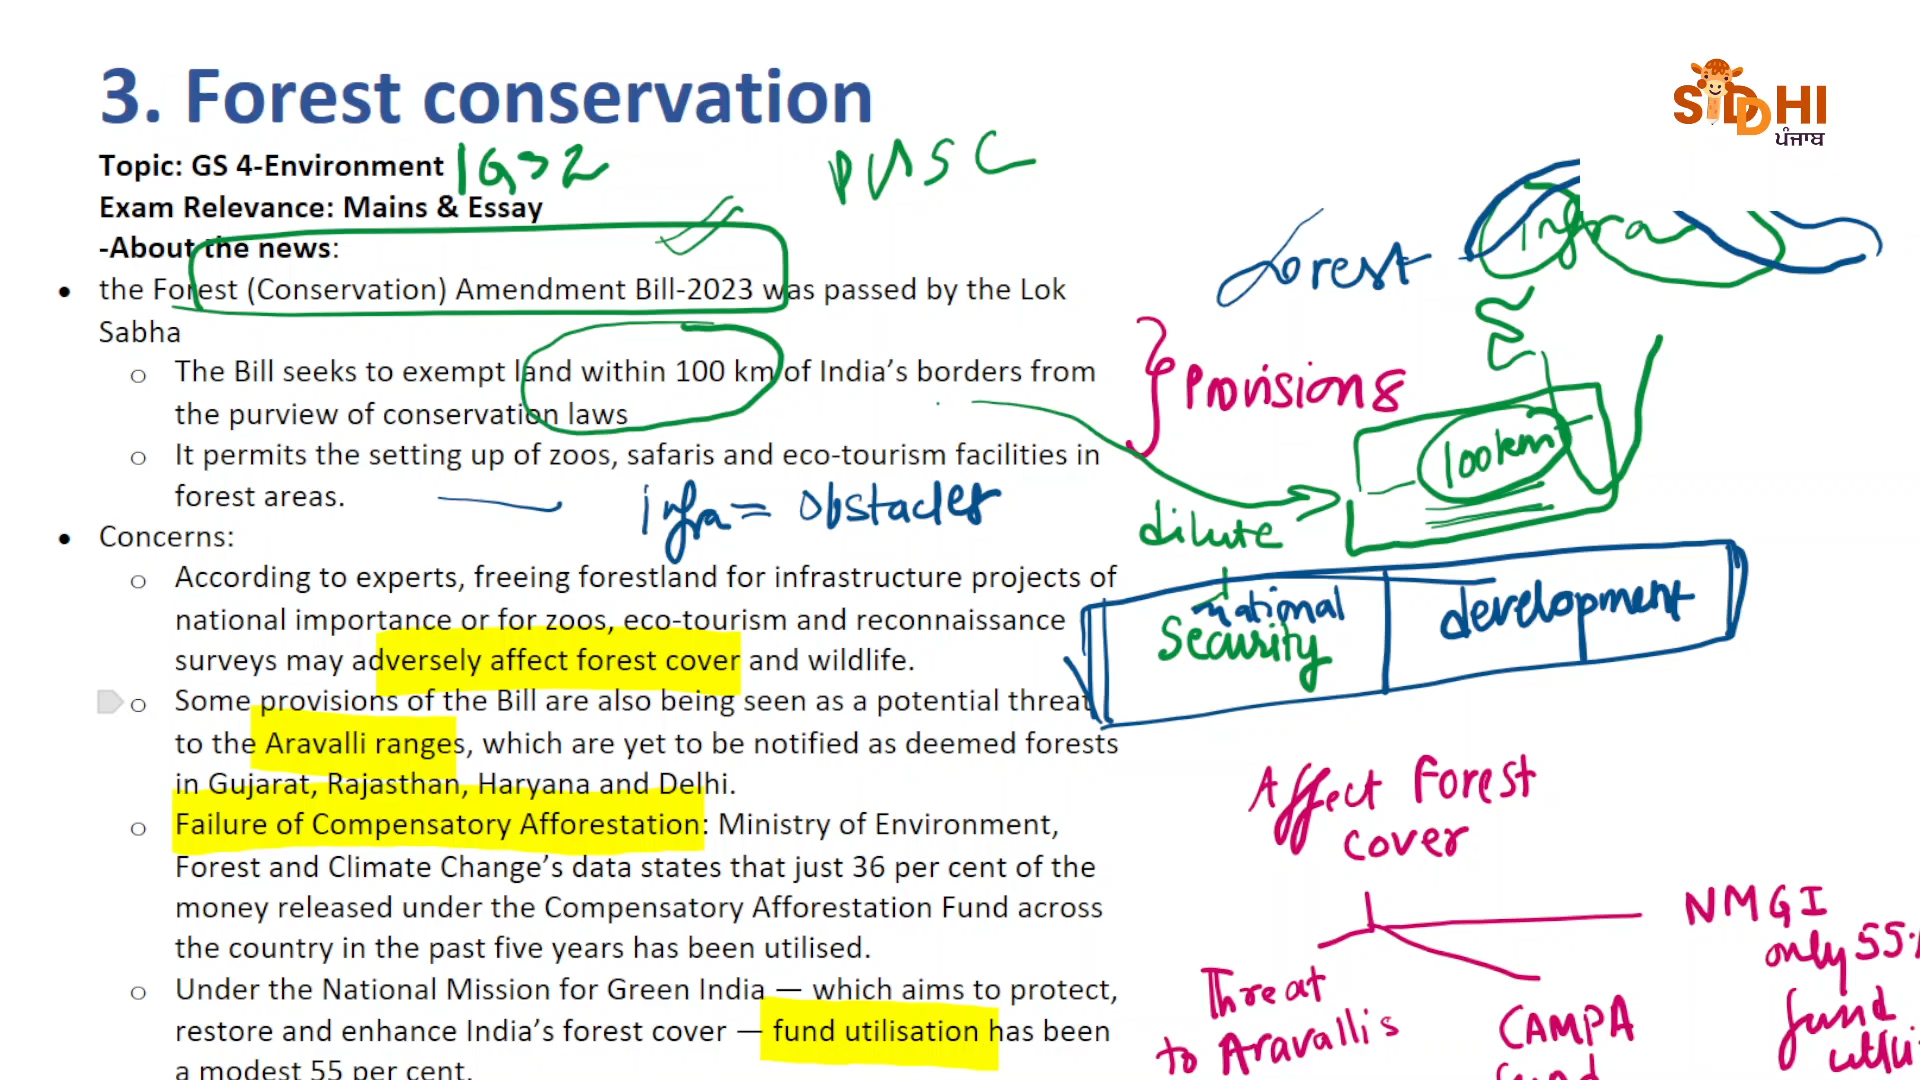 3. Forest conservation
SIDDHI
ਪੰਜਾਬ
Topic: GS 4-Environment | GS 2
PUSC
Exam Relevance: Mains & Essay
-About the news:
the Forest (Conservation) Amendment Bill-2023 was passed by the Lok
Sabha
The Bill seeks to exempt land within 100 km of India’s borders from
the purview of conservation laws
It permits the setting up of zoos, safaris and eco-tourism facilities in
forest areas.
infra = obstacles
Concerns:
According to experts, freeing forestland for infrastructure projects of
national importance or for zoos, eco-tourism and reconnaissance
surveys may adversely affect forest cover and wildlife.
Some provisions of the Bill are also being seen as a potential threat
to the Aravalli ranges, which are yet to be notified as deemed forests
in Gujarat, Rajasthan, Haryana and Delhi.
Failure of Compensatory Afforestation: Ministry of Environment,
Forest and Climate Change’s data states that just 36 per cent of the
money released under the Compensatory Afforestation Fund across
the country in the past five years has been utilised.
Under the National Mission for Green India — which aims to protect,
restore and enhance India’s forest cover — fund utilisation has been
a modest 55 per cent.
Forest
infra
Provisions
100km
dilute
national
Security
development
Affect Forest
cover
NMGI
only 55%
fund
Threat
to Aravalli's
CAMPA